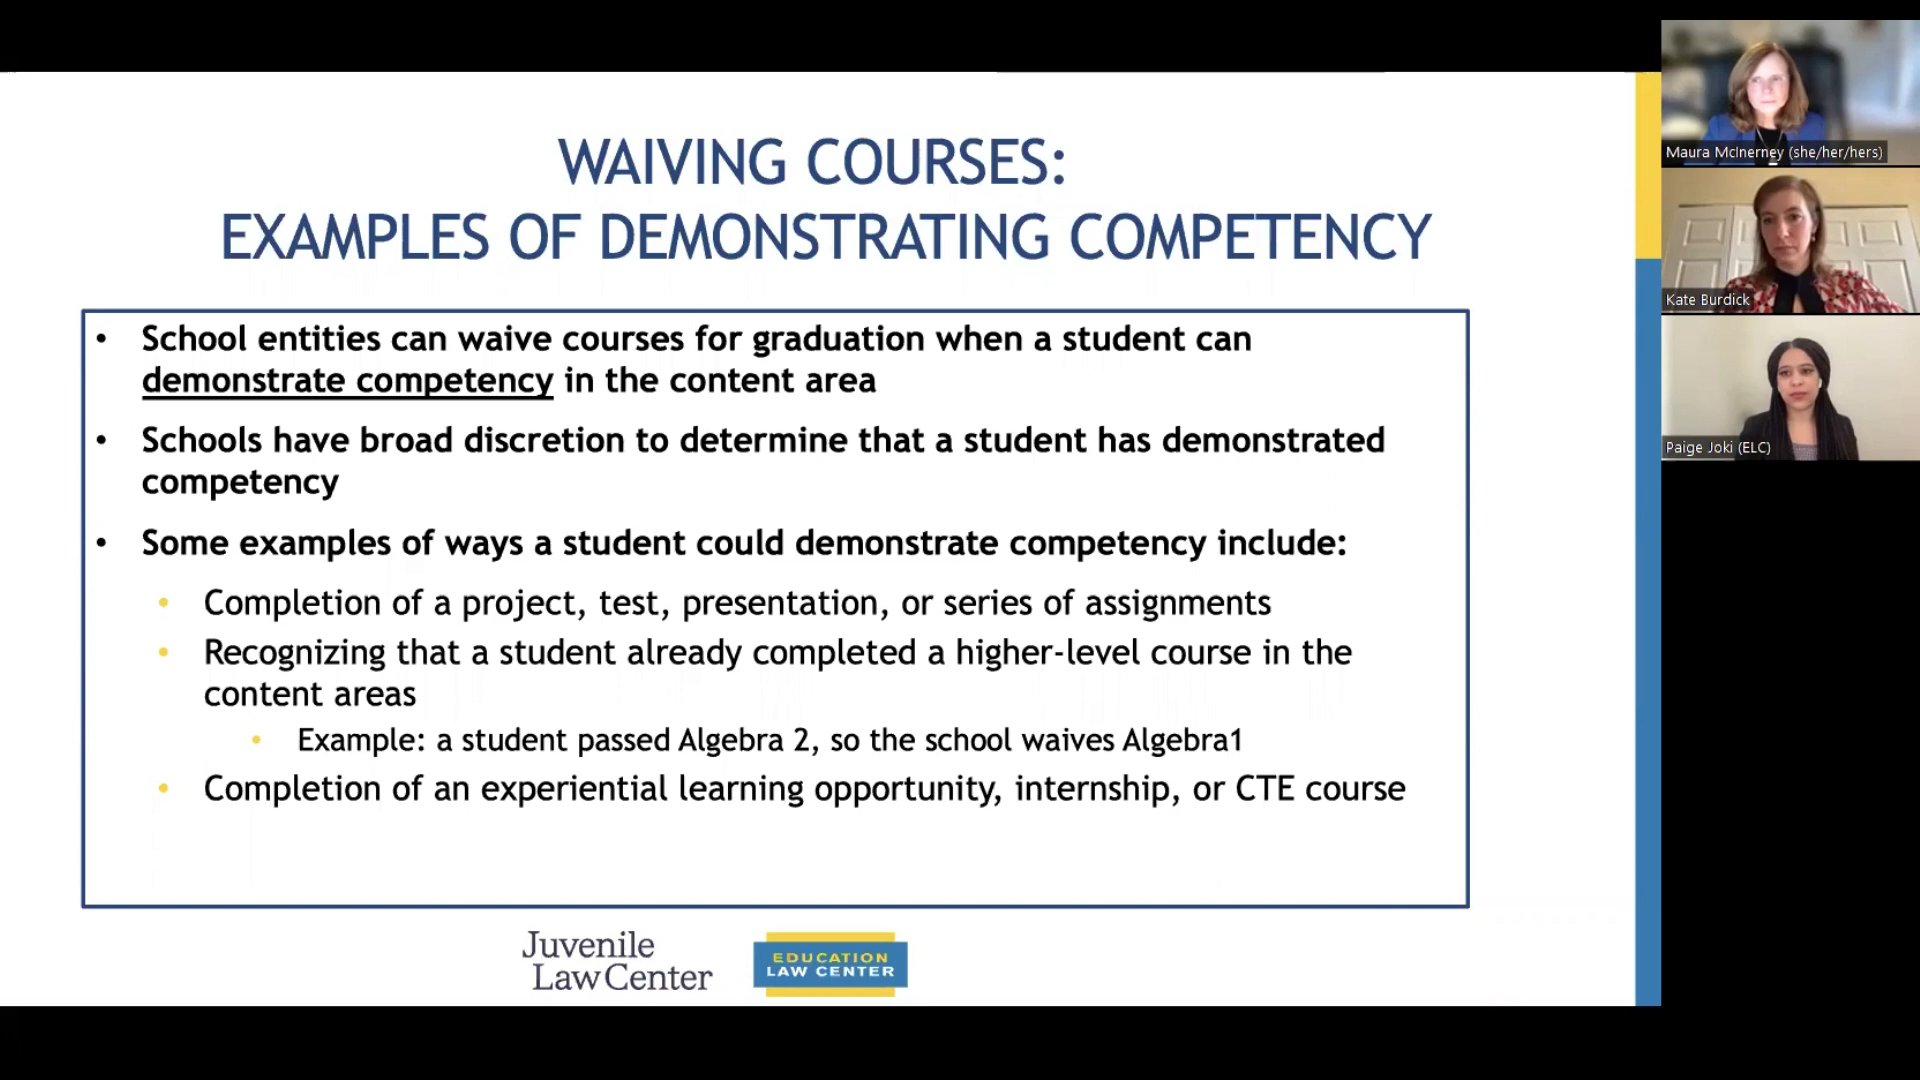 WAIVING COURSES:
EXAMPLES OF DEMONSTRATING COMPETENCY
• School entities can waive courses for graduation when a student can
demonstrate competency in the content area
• Schools have broad discretion to determine that a student has demonstrated
competency
• Some examples of ways a student could demonstrate competency include:
• Completion of a project, test, presentation, or series of assignments
• Recognizing that a student already completed a higher-level course in the
content areas
• Example: a student passed Algebra 2, so the school waives Algebra1
• Completion of an experiential learning opportunity, internship, or CTE course
Juvenile
Law Center
EDUCATION
LAW CENTER
Maura McInerney (she/her/hers)
Kate Burdick
Paige Joki (ELC)